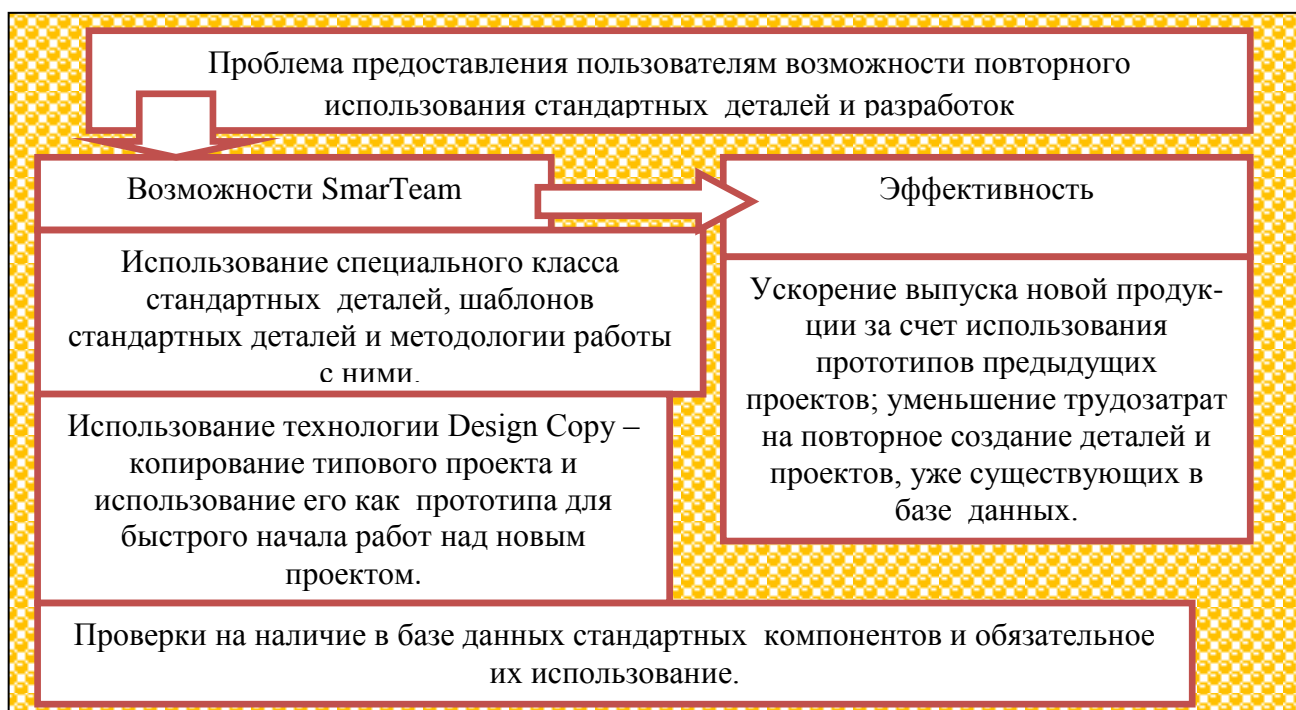 Проблема предоставления пользователям возможности повторного
использования стандартных деталей и разработок
Возможности SmarTeam
Эффективность
Использование специального класса
стандартных деталей, шаблонов
стандартных деталей и методологии работы
с ними.
Ускорение выпуска новой продук-
ции за счет использования
прототипов предыдущих
проектов; уменьшение трудозатрат
на повторное создание деталей и
проектов, уже существующих в
базе данных.
Использование технологии Design Copy –
копирование типового проекта и
использование его как прототипа для
быстрого начала работ над новым
проектом.
Проверки на наличие в базе данных стандартных компонентов и обязательное
их использование.